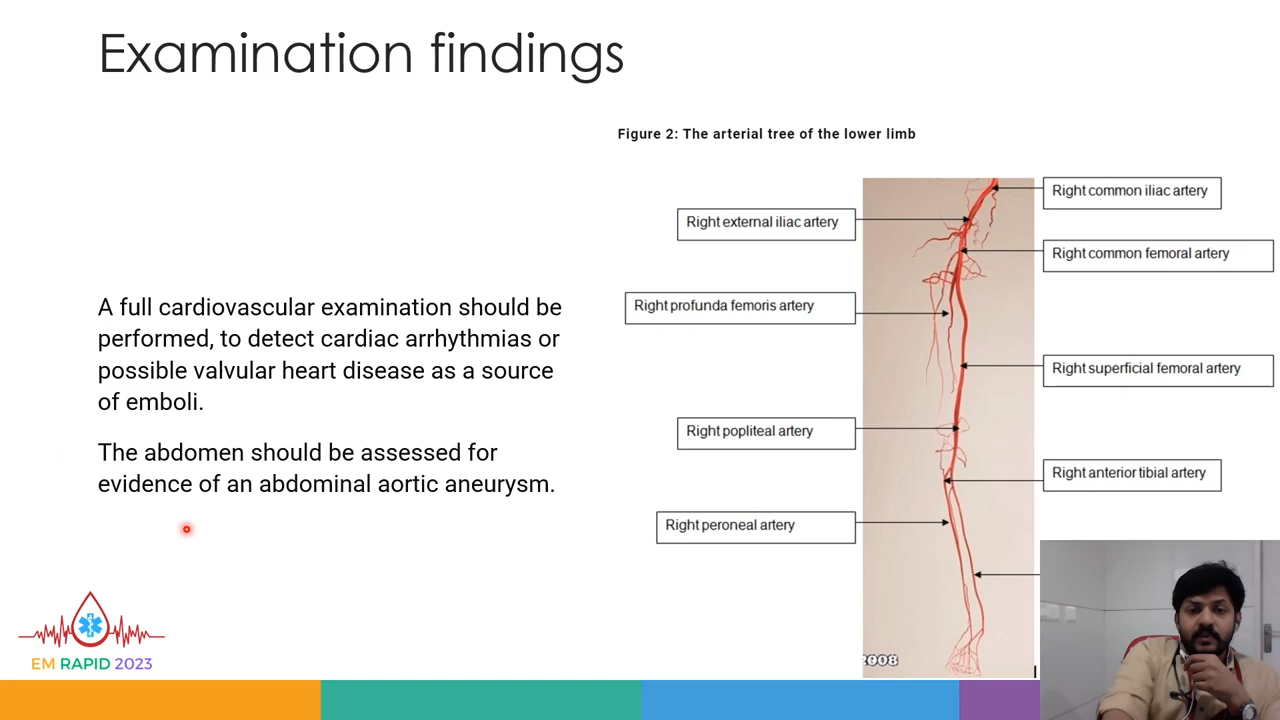 Examination findings
Figure 2: The arterial tree of the lower limb
Right common iliac artery
Right external iliac artery
Right common femoral artery
Right profunda femoris artery
Right superficial femoral artery
Right popliteal artery
Right anterior tibial artery
Right peroneal artery
A full cardiovascular examination should be
performed, to detect cardiac arrhythmias or
possible valvular heart disease as a source
of emboli.
The abdomen should be assessed for
evidence of an abdominal aortic aneurysm.
2008
EM RAPID 2023